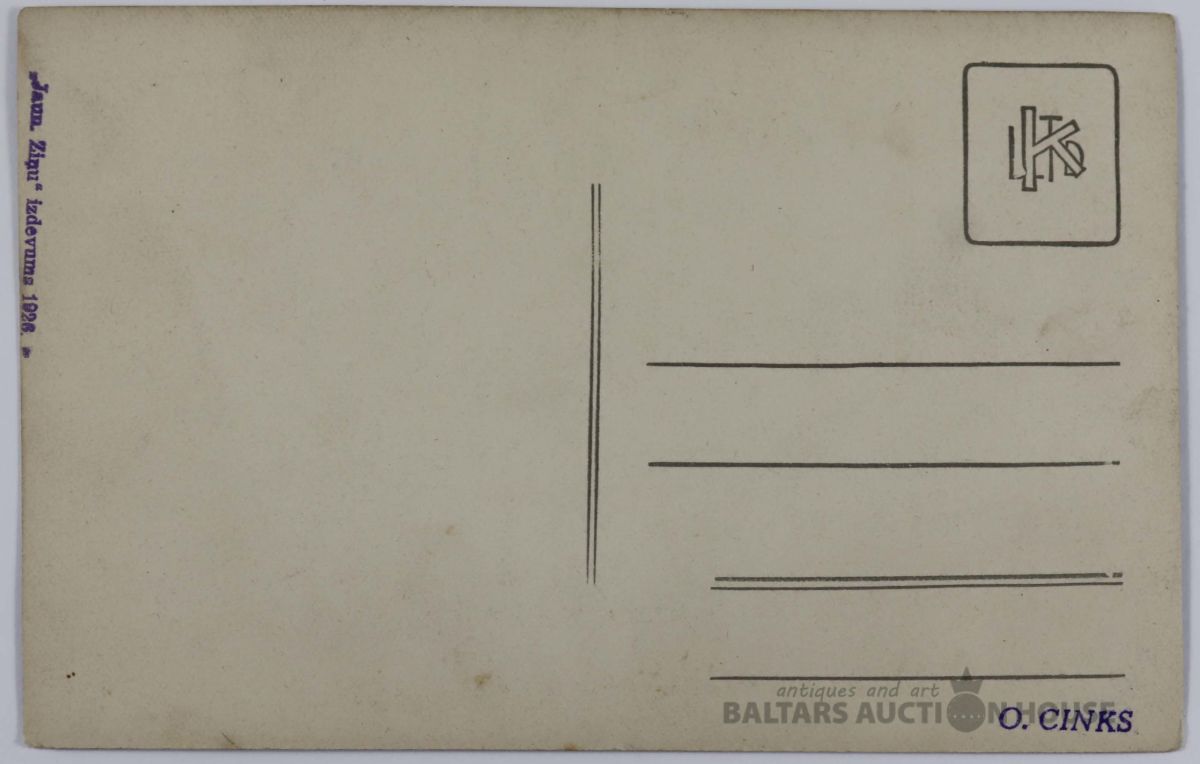 „Jaun. Ziņu“ izdevums 1926.
antiques and art
BALTARS AUCTION HOUSE
O. CINKS